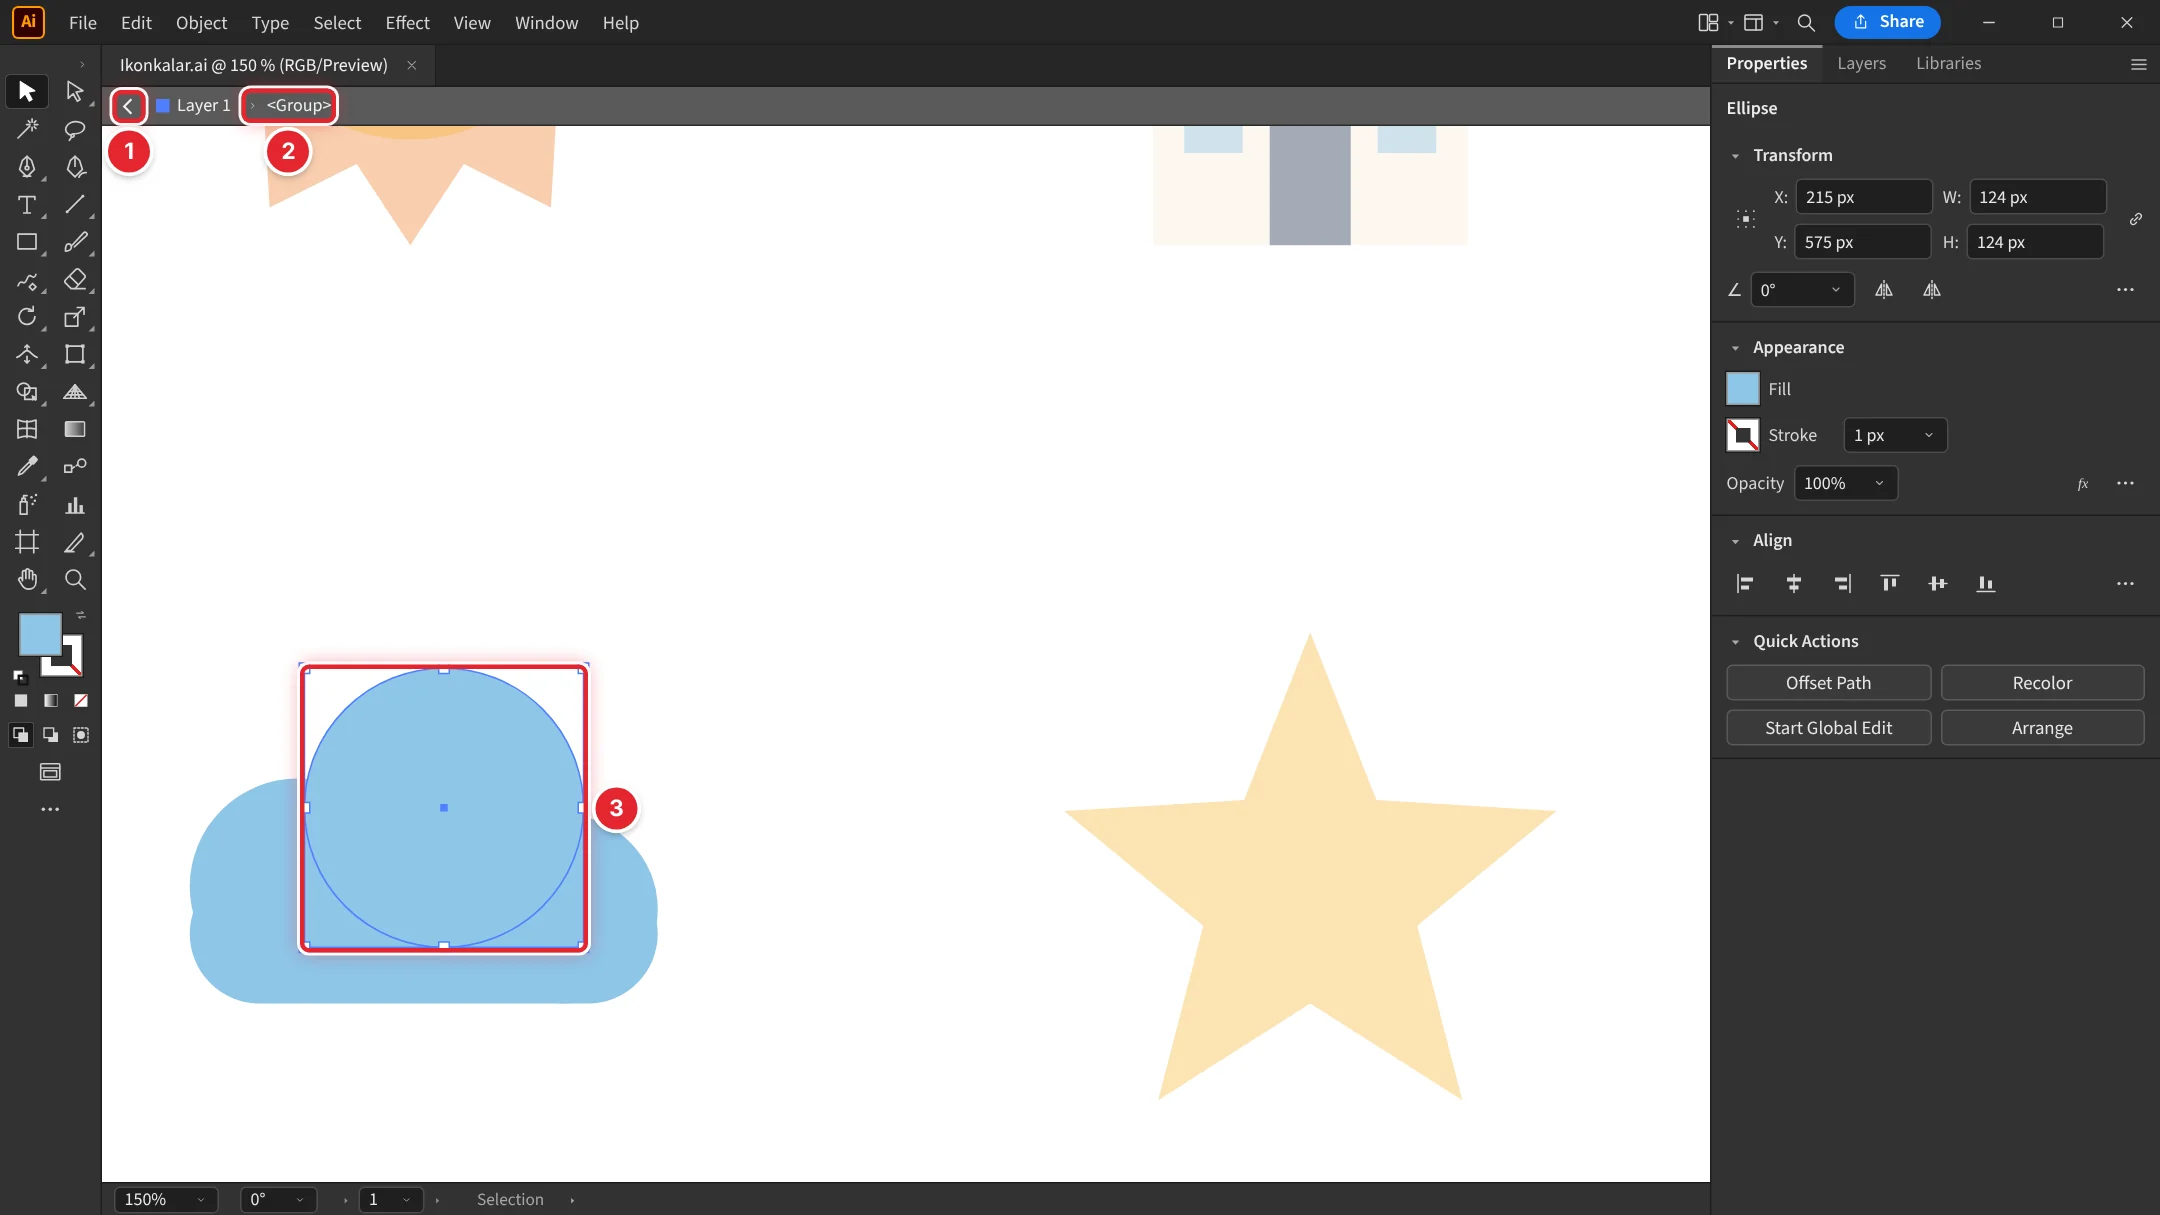 Ai File Edit Object Type Select Effect View Window Help Share
Ikonkalar.ai @ 150 % (RGB/Preview)
Properties Layers Libraries
Layer 1 <Group>
1 2
Ellipse
Transform
X: 215 px W: 124 px
Y: 575 px H: 124 px
0°
Appearance
Fill
Stroke 1 px
Opacity 100% fx
Align
Quick Actions
Offset Path Recolor
Start Global Edit Arrange
3
150% 0° 1 Selection